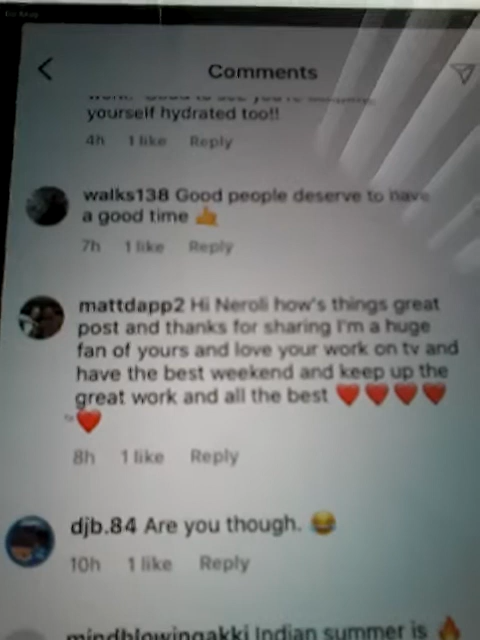 Comments
yourself hydrated too!!
4h 1 like Reply
walks138 Good people deserve to have
a good time 🤙
7h 1 like Reply
mattdapp2 Hi Neroli how's things great
post and thanks for sharing I'm a huge
fan of yours and love your work on tv and
have the best weekend and keep up the
great work and all the best ❤️❤️❤️❤️
❤️
8h 1 like Reply
djb.84 Are you though. 😂
10h 1 like Reply
mindblowingakki Indian summer is 🔥